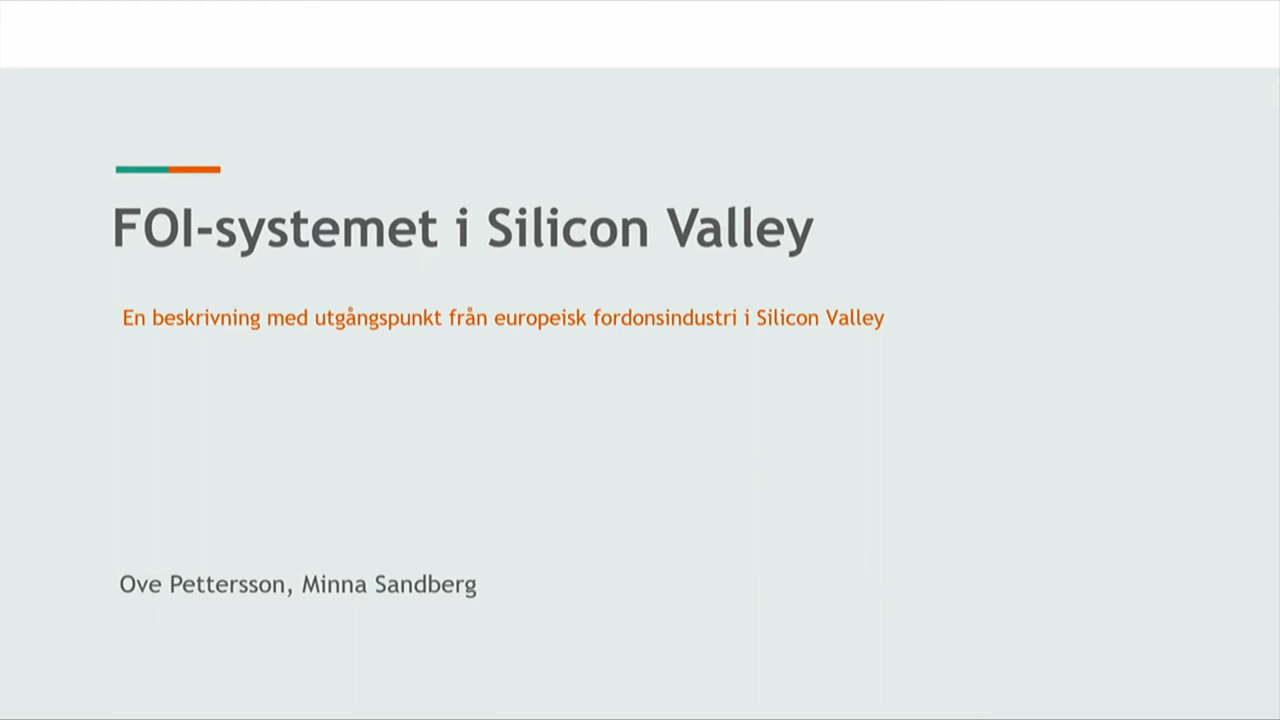 FOI-systemet i Silicon Valley
En beskrivning med utgångspunkt från europeisk fordonsindustri i Silicon Valley
Ove Pettersson, Minna Sandberg